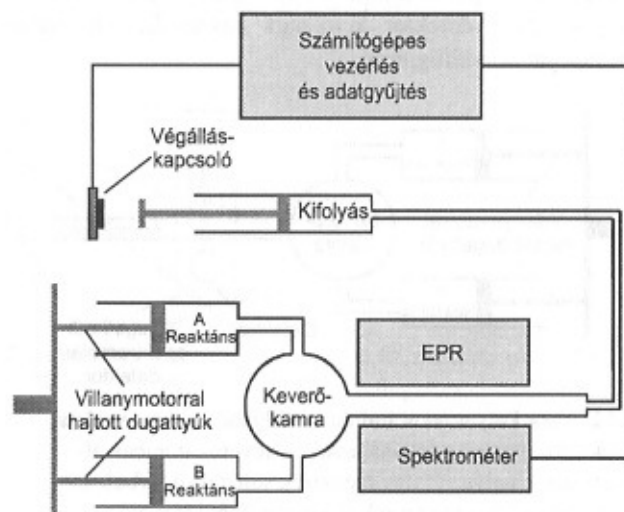 Számítógépes
vezérlés
és adatgyűjtés
Végállás-
kapcsoló
Kifolyás
A
Reaktáns
EPR
Villanymotorral
hajtott dugattyúk
Keverő-
kamra
B
Reaktáns
Spektrométer